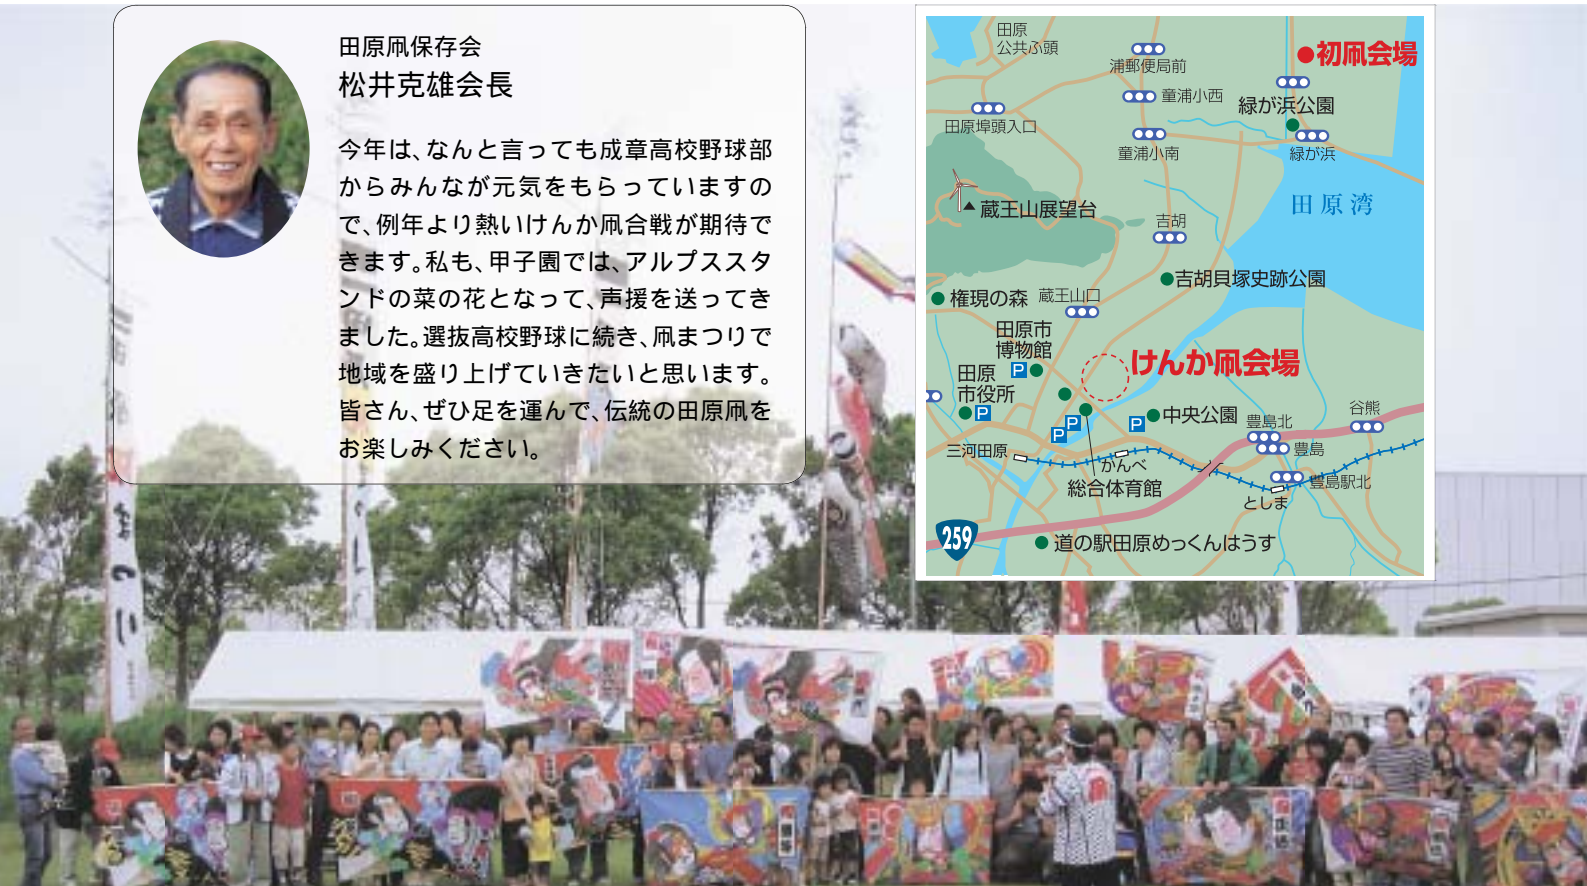 田原凧保存会
松井克雄会長
今年は、なんと言っても成章高校野球部
からみんなが元気をもらっていますの
で、例年より熱いけんか凧合戦が期待で
きます。私も、甲子園では、アルプススタ
ンドの菜の花となって、声援を送ってき
ました。選抜高校野球に続き、凧まつりで
地域を盛り上げていきたいと思います。
皆さん、ぜひ足を運んで、伝統の田原凧を
お楽しみください。
田原
公共ふ頭
浦郵便局前
初凧会場
童浦小西
緑が浜公園
田原埠頭入口
童浦小南
緑が浜
田原湾
蔵王山展望台
吉胡
吉胡貝塚史跡公園
権現の森
蔵王山口
田原市
博物館
P
けんか凧会場
田原
市役所
P
P
P
P
中央公園
豊島北
谷熊
豊島
三河田原
かんべ
総合体育館
豊島駅北
としま
259
道の駅田原めっくんはうす